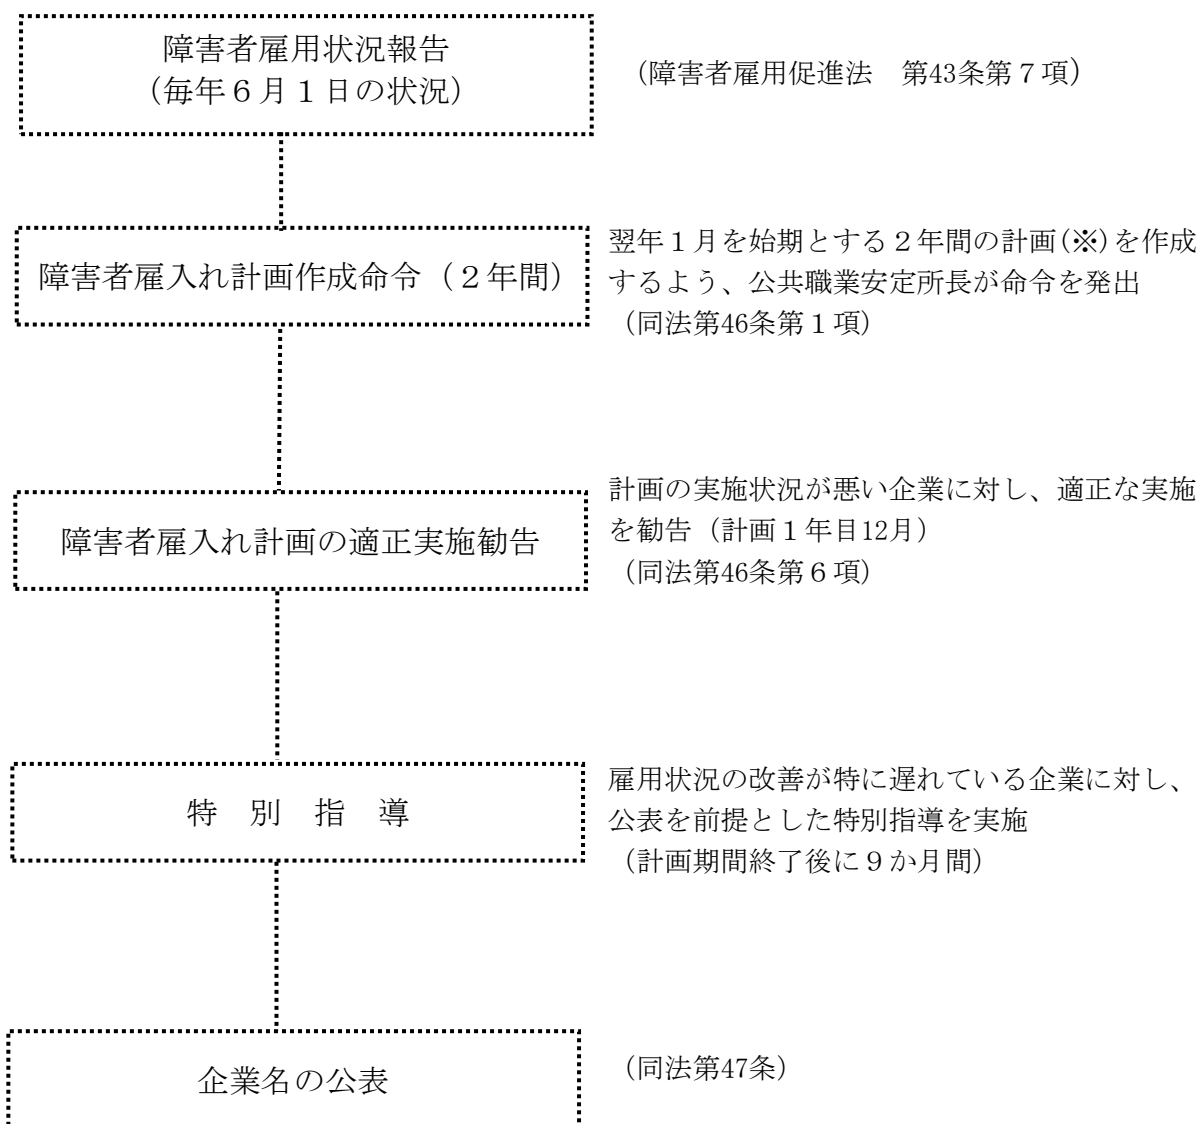 障害者雇用状況報告
（毎年６月１日の状況）
（障害者雇用促進法　第43条第７項）
障害者雇入れ計画作成命令（２年間）
翌年１月を始期とする２年間の計画(※)を作成
するよう、公共職業安定所長が命令を発出
（同法第46条第１項）
障害者雇入れ計画の適正実施勧告
計画の実施状況が悪い企業に対し、適正な実施
を勧告（計画１年目12月）
（同法第46条第６項）
特　別　指　導
雇用状況の改善が特に遅れている企業に対し、
公表を前提とした特別指導を実施
（計画期間終了後に９か月間）
企業名の公表
（同法第47条）